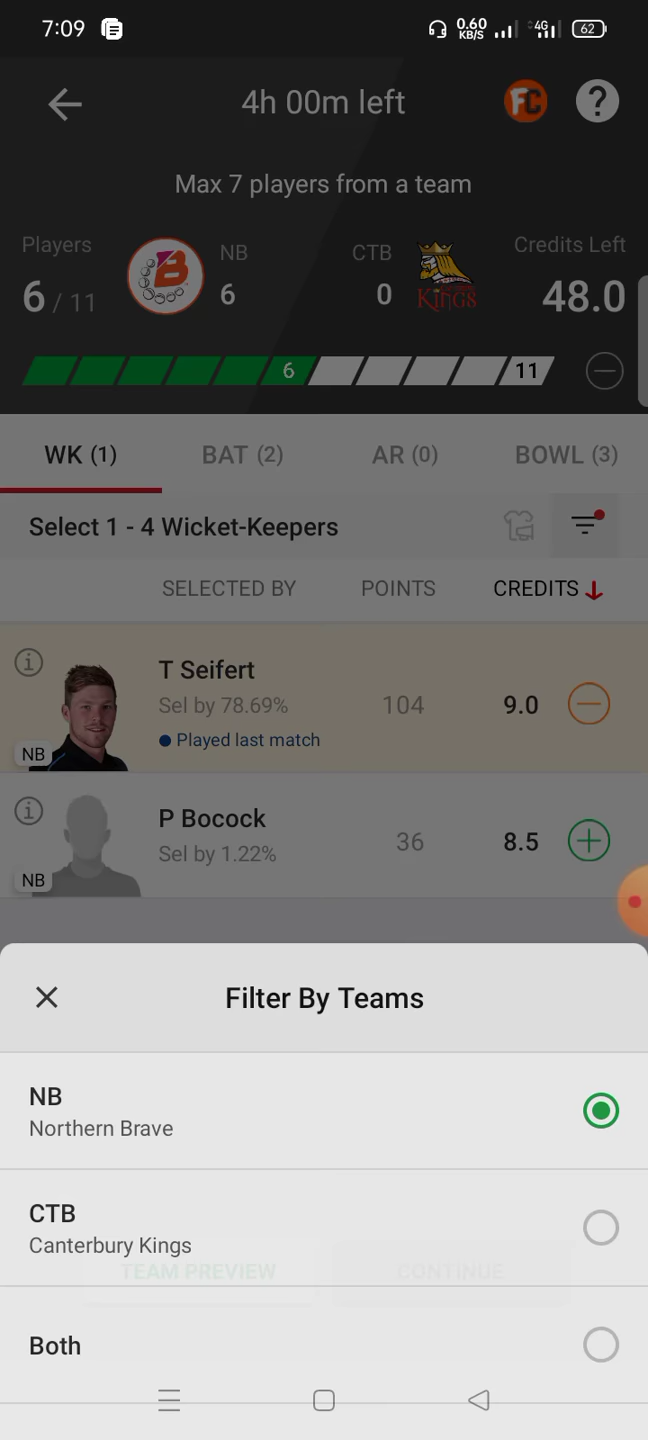 7:09 0.60 KB/S 4G 62
4h 00m left FC ?
Max 7 players from a team
Players NB CTB Credits Left
6 / 11 B 6 0 KINGS 48.0
6 11
WK (1) BAT (2) AR (0) BOWL (3)
Select 1 - 4 Wicket-Keepers
SELECTED BY POINTS CREDITS
T Seifert
Sel by 78.69% 104 9.0
Played last match
NB
P Bocock
Sel by 1.22% 36 8.5
NB
Filter By Teams
NB
Northern Brave
CTB
Canterbury Kings
TEAM PREVIEW CONTINUE
Both